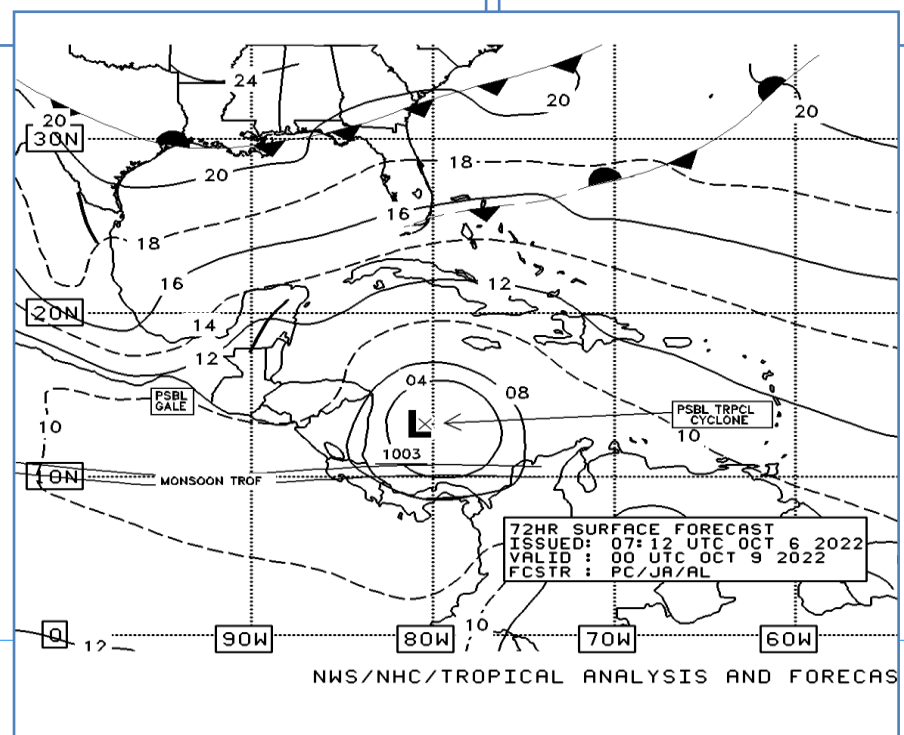 24
20
20
20
30N
18
20
16
18
16
12
20N
14
12
04
08
PSBL
GALE
PSBL TRPCL
CYCLONE
10
10
L
1003
10N
MONSOON TROF
72HR SURFACE FORECAST
ISSUED: 07:12 UTC OCT 6 2022
VALID : 00 UTC OCT 9 2022
FCSTR : PC/JA/AL
10
0
12
90W
80W
70W
60W
NWS/NHC/TROPICAL ANALYSIS AND FORECAS